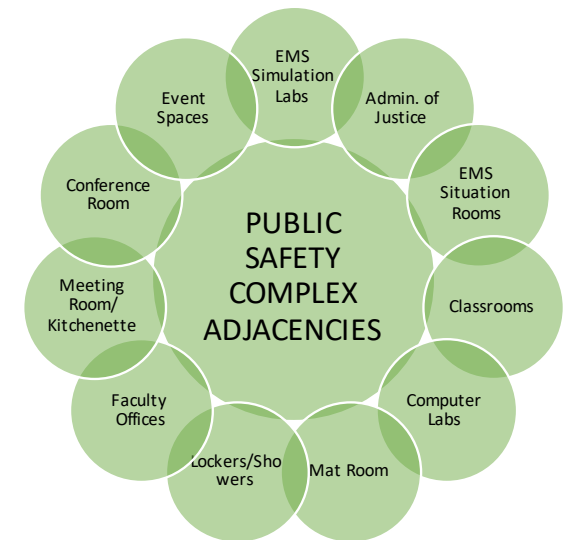 EMS
Simulation
Labs
Admin. of
Justice
EMS
Situation
Rooms
Classrooms
Computer
Labs
Mat Room
Lockers/Sho
wers
Faculty
Offices
Meeting
Room/
Kitchenette
Conference
Room
Event
Spaces
PUBLIC
SAFETY
COMPLEX
ADJACENCIES